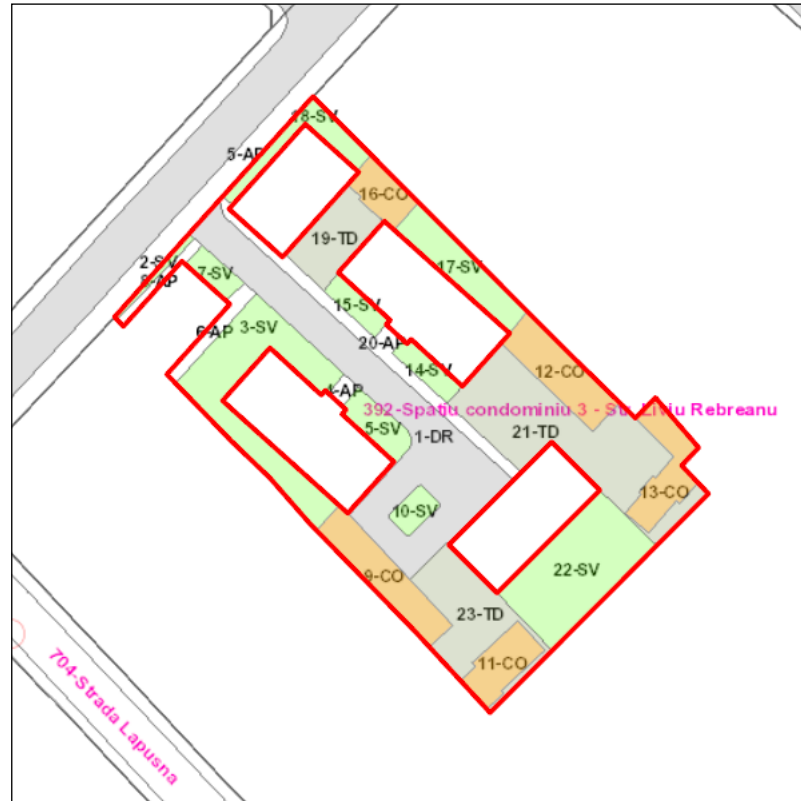 18-SV
5-AP
16-CO
19-TD
17-SV
2-SV
8-AP
7-SV
15-SV
6-AP
3-SV
20-AP
14-SV
12-CO
4-AP
392-Spatiu condominiu 3 - Str. Liviu Rebreanu
5-SV
1-DR
21-TD
13-CO
10-SV
9-CO
22-SV
23-TD
11-CO
704-Strada Lapusna